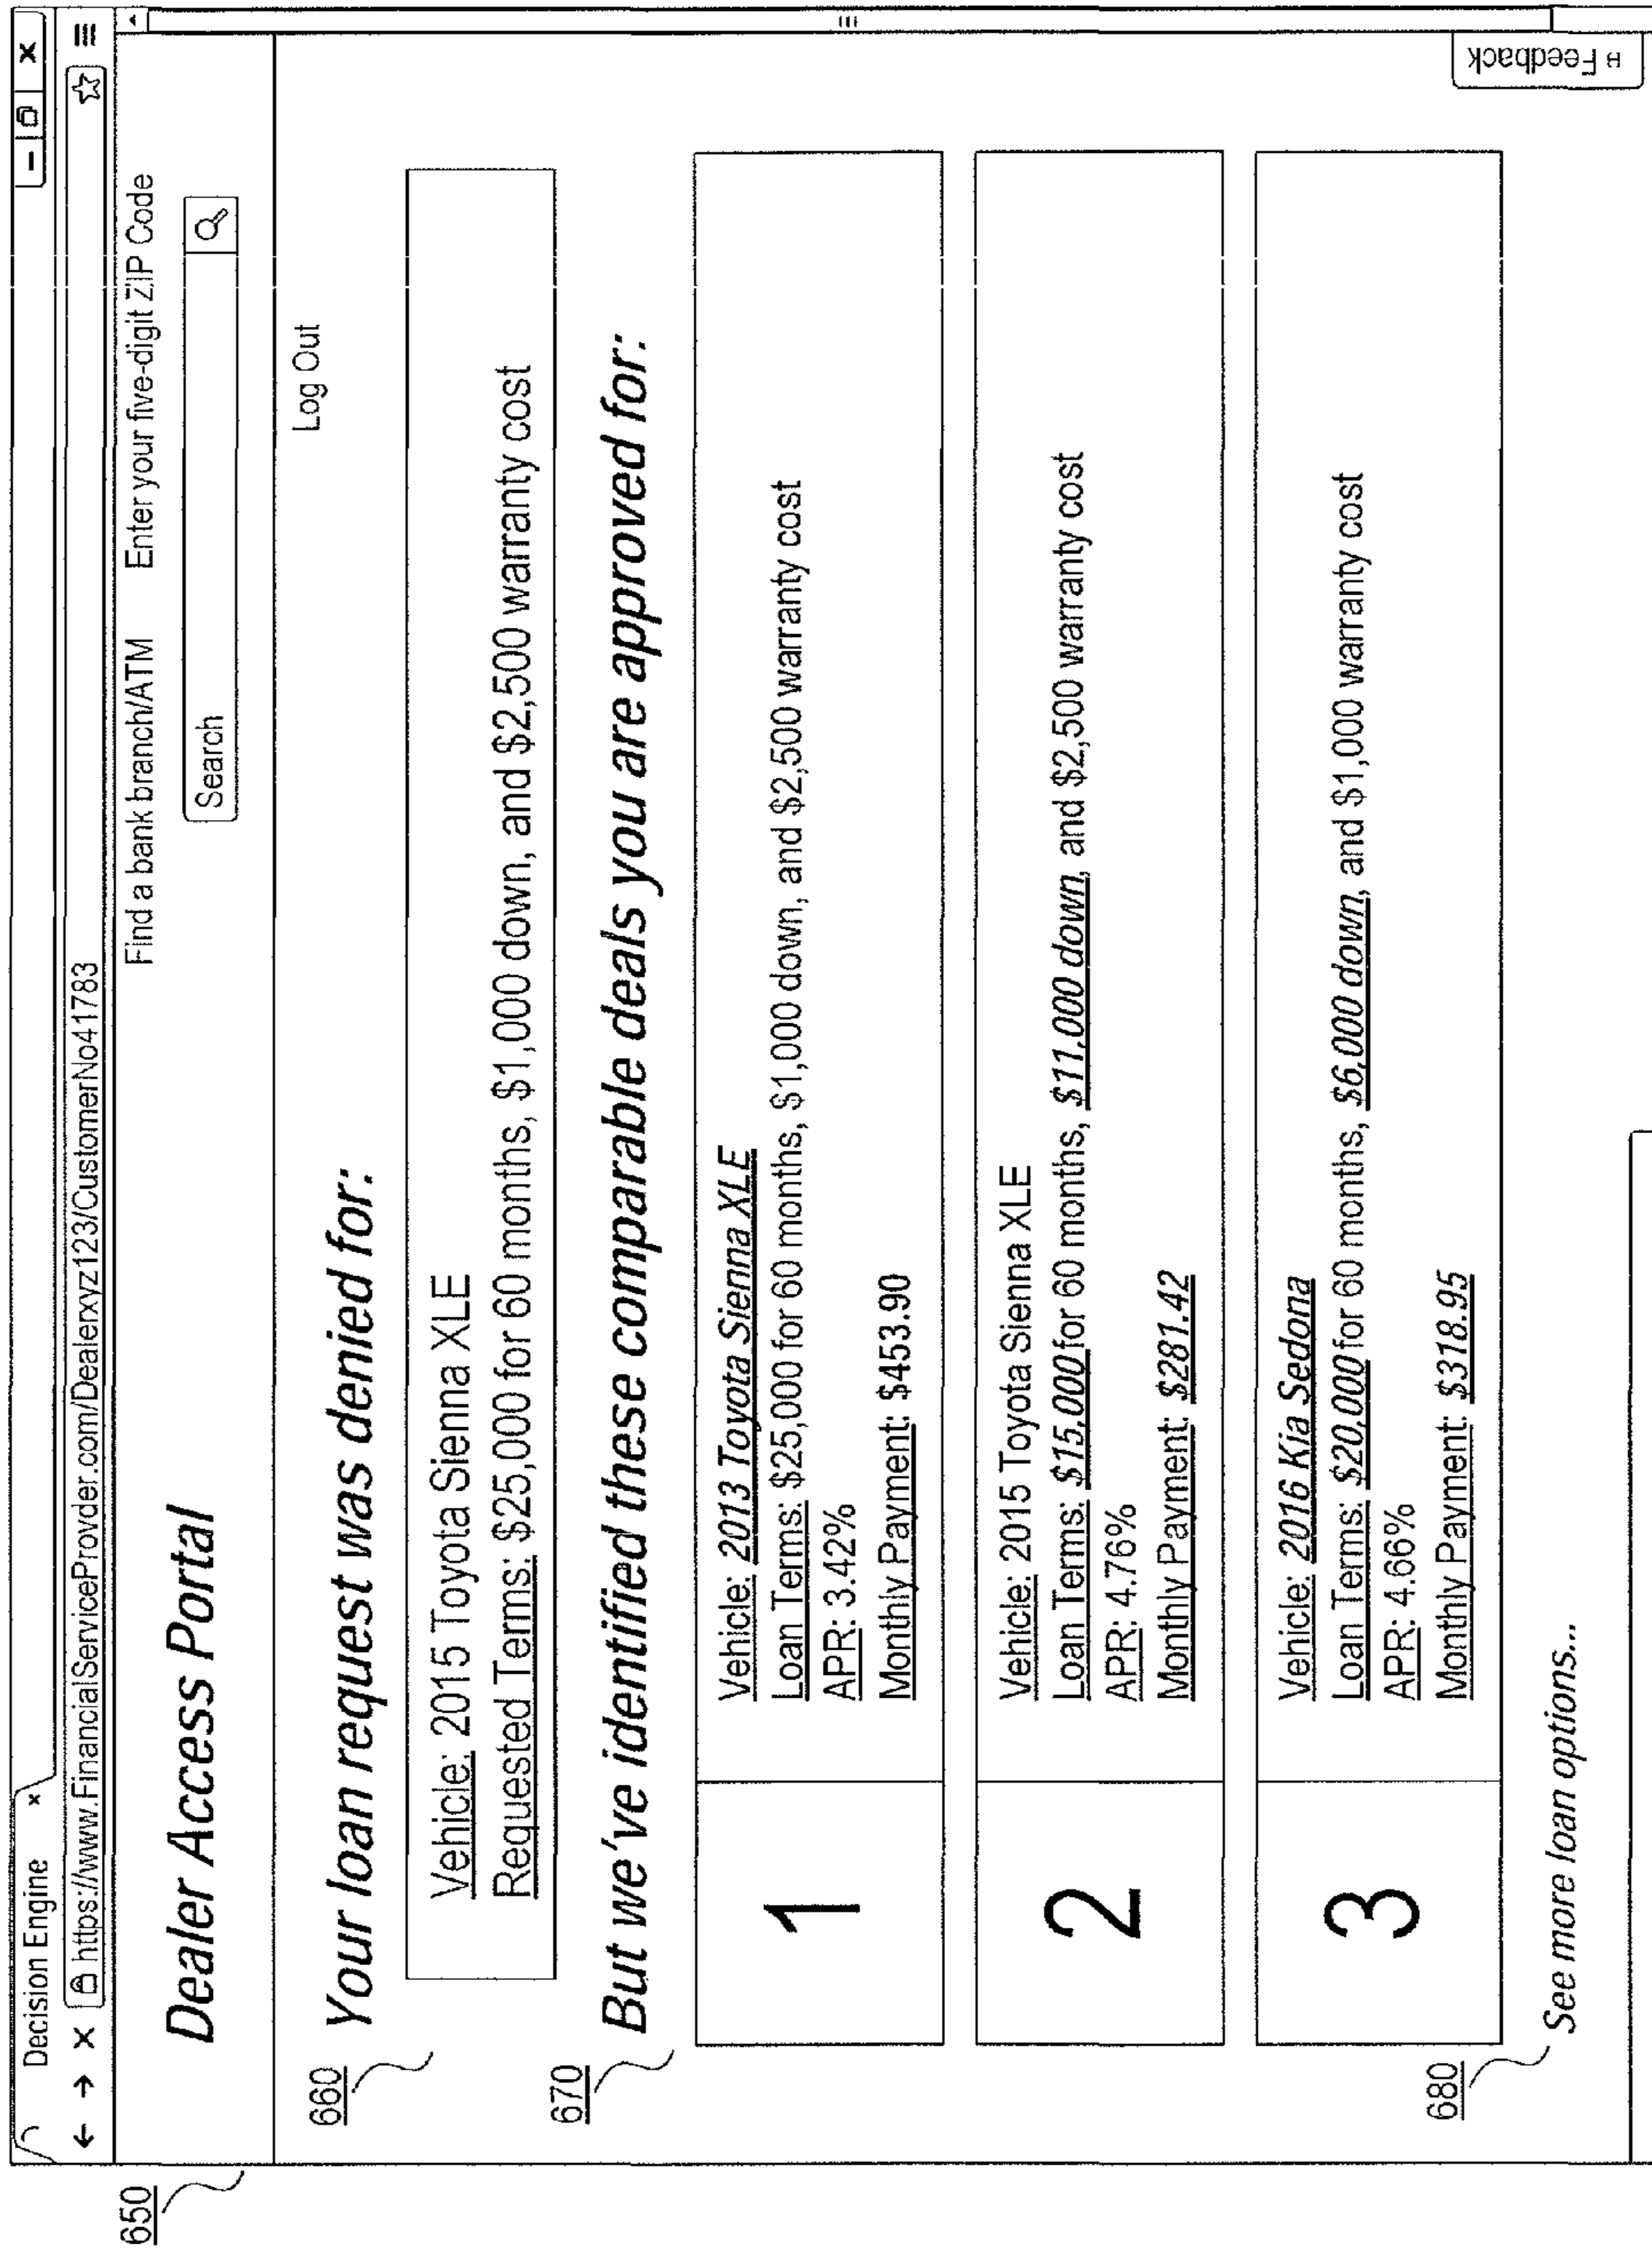 650
Decision Engine x
https://www.FinancialServiceProvder.com/Dealerxyz123/CustomerNo41783
Dealer Access Portal
Find a bank branch/ATM Enter your five-digit ZIP Code
Search
Log Out
660
Your loan request was denied for:
Vehicle: 2015 Toyota Sienna XLE
Requested Terms: $25,000 for 60 months, $1,000 down, and $2,500 warranty cost
670
But we've identified these comparable deals you are approved for:
1
Vehicle: 2013 Toyota Sienna XLE
Loan Terms: $25,000 for 60 months, $1,000 down, and $2,500 warranty cost
APR: 3.42%
Monthly Payment: $453.90
2
Vehicle: 2015 Toyota Sienna XLE
Loan Terms: $15,000 for 60 months, $11,000 down, and $2,500 warranty cost
APR: 4.76%
Monthly Payment: $281.42
3
Vehicle: 2016 Kia Sedona
Loan Terms: $20,000 for 60 months, $6,000 down, and $1,000 warranty cost
APR: 4.66%
Monthly Payment: $318.95
680
See more loan options...
Feedback